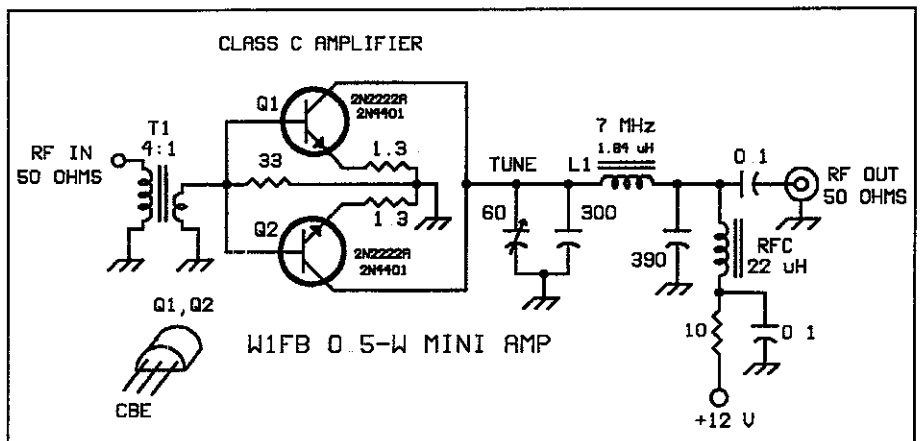 CLASS C AMPLIFIER
Q1
2N2222A
2N4401
T1
4:1
RF IN
50 OHMS
33
1.3
1.3
Q2
2N2222A
2N4401
TUNE
60
300
7 MHz
1.84 uH
L1
390
0.1
RF OUT
50 OHMS
RFC
22 uH
10
0.1
+12 V
Q1,Q2
CBE
W1FB 0.5-W MINI AMP